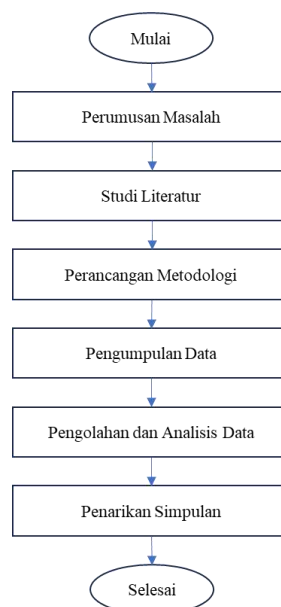 Mulai
Perumusan Masalah
Studi Literatur
Perancangan Metodologi
Pengumpulan Data
Pengolahan dan Analisis Data
Penarikan Simpulan
Selesai